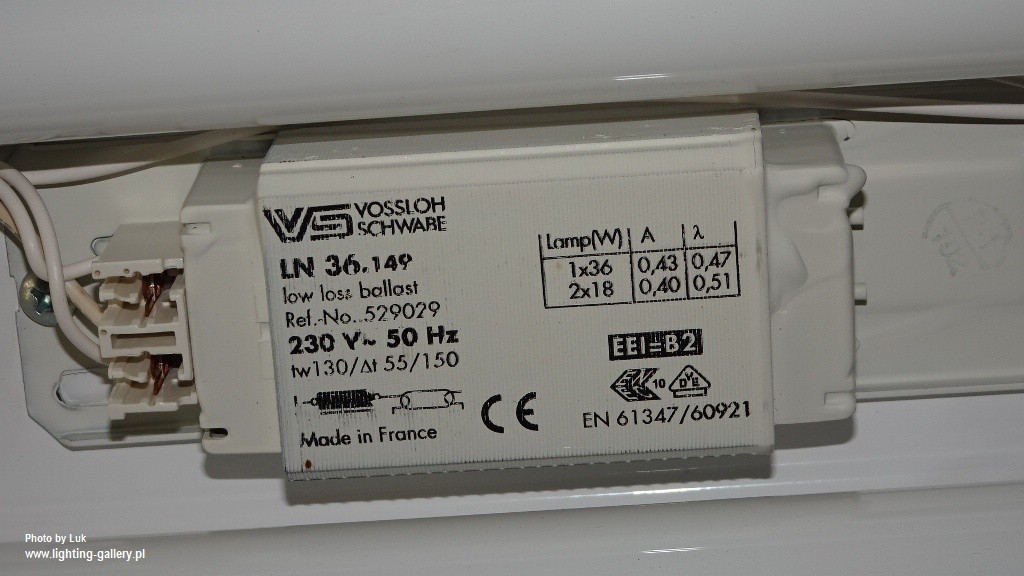 VS VOSSLOH
SCHWABE
LN 36.149
low loss ballast
Ref.-No. 529029
230 V~ 50 Hz
tw130/Δt 55/150
Made in France
CE
Lamp(W) A λ
1x36 0,43 0,47
2x18 0,40 0,51
EEI=B2
10 VDE
EN 61347/60921
Photo by Luk
www.lighting-gallery.pl